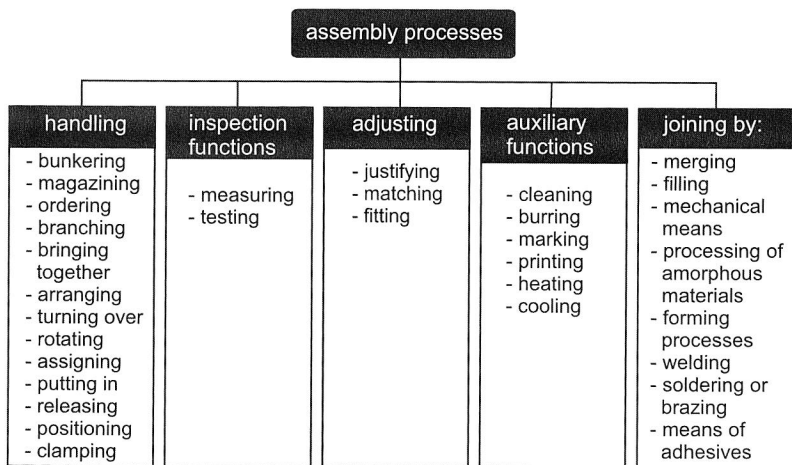 assembly processes
handling
- bunkering
- magazining
- ordering
- branching
- bringing
together
- arranging
- turning over
- rotating
- assigning
- putting in
- releasing
- positioning
- clamping
inspection
functions
- measuring
- testing
adjusting
- justifying
- matching
- fitting
auxiliary
functions
- cleaning
- burring
- marking
- printing
- heating
- cooling
joining by:
- merging
- filling
- mechanical
means
- processing of
amorphous
materials
- forming
processes
- welding
- soldering or
brazing
- means of
adhesives